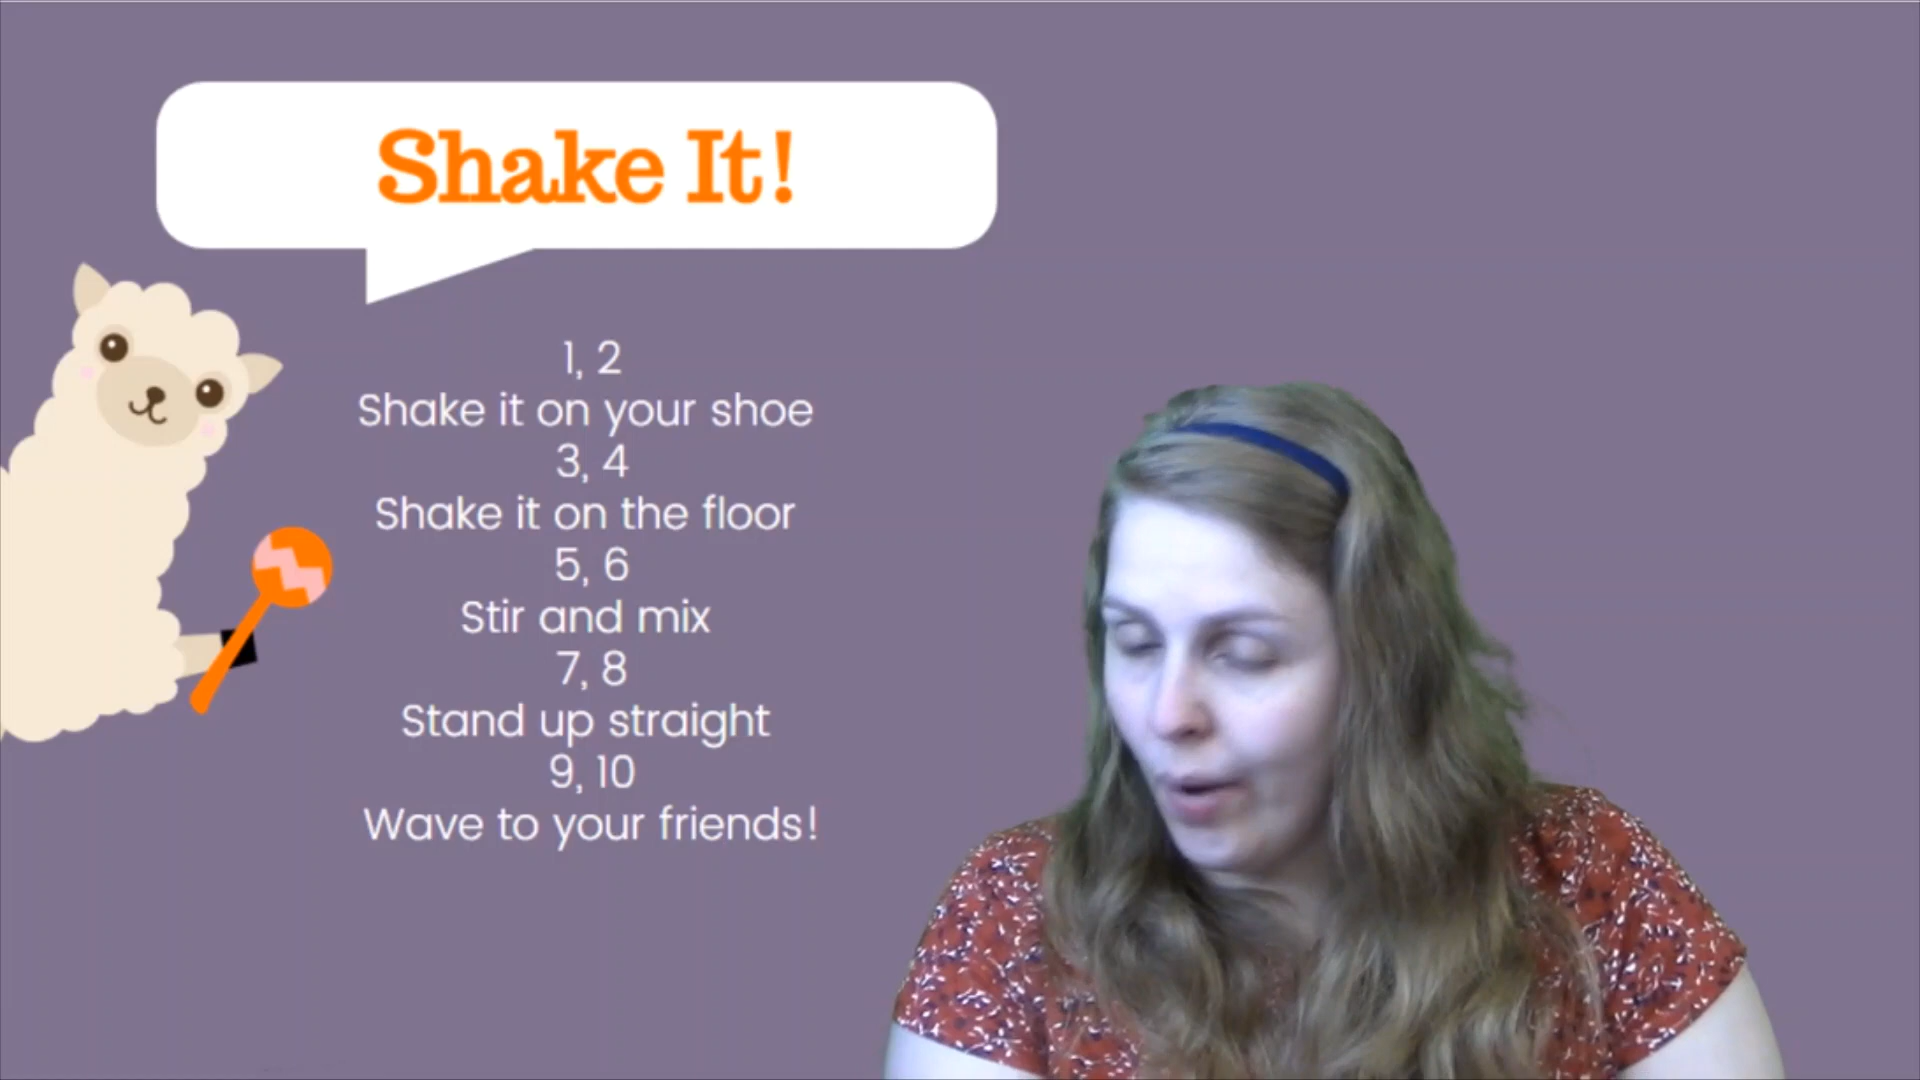 Shake It!
1, 2
Shake it on your shoe
3, 4
Shake it on the floor
5, 6
Stir and mix
7, 8
Stand up straight
9, 10
Wave to your friends!